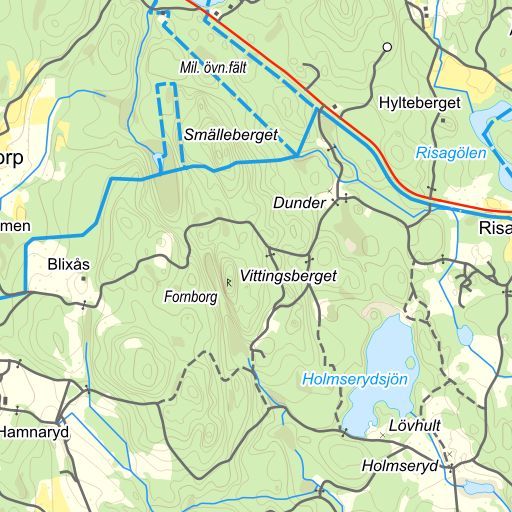 Mil. övn.fält
Hylteberget
Smälleberget
Risagölen
orp
Dunder
men
Risa
Blixås
Vittingsberget
Fornborg
Holmserydsjön
Hamnaryd
Lövhult
Holmseryd